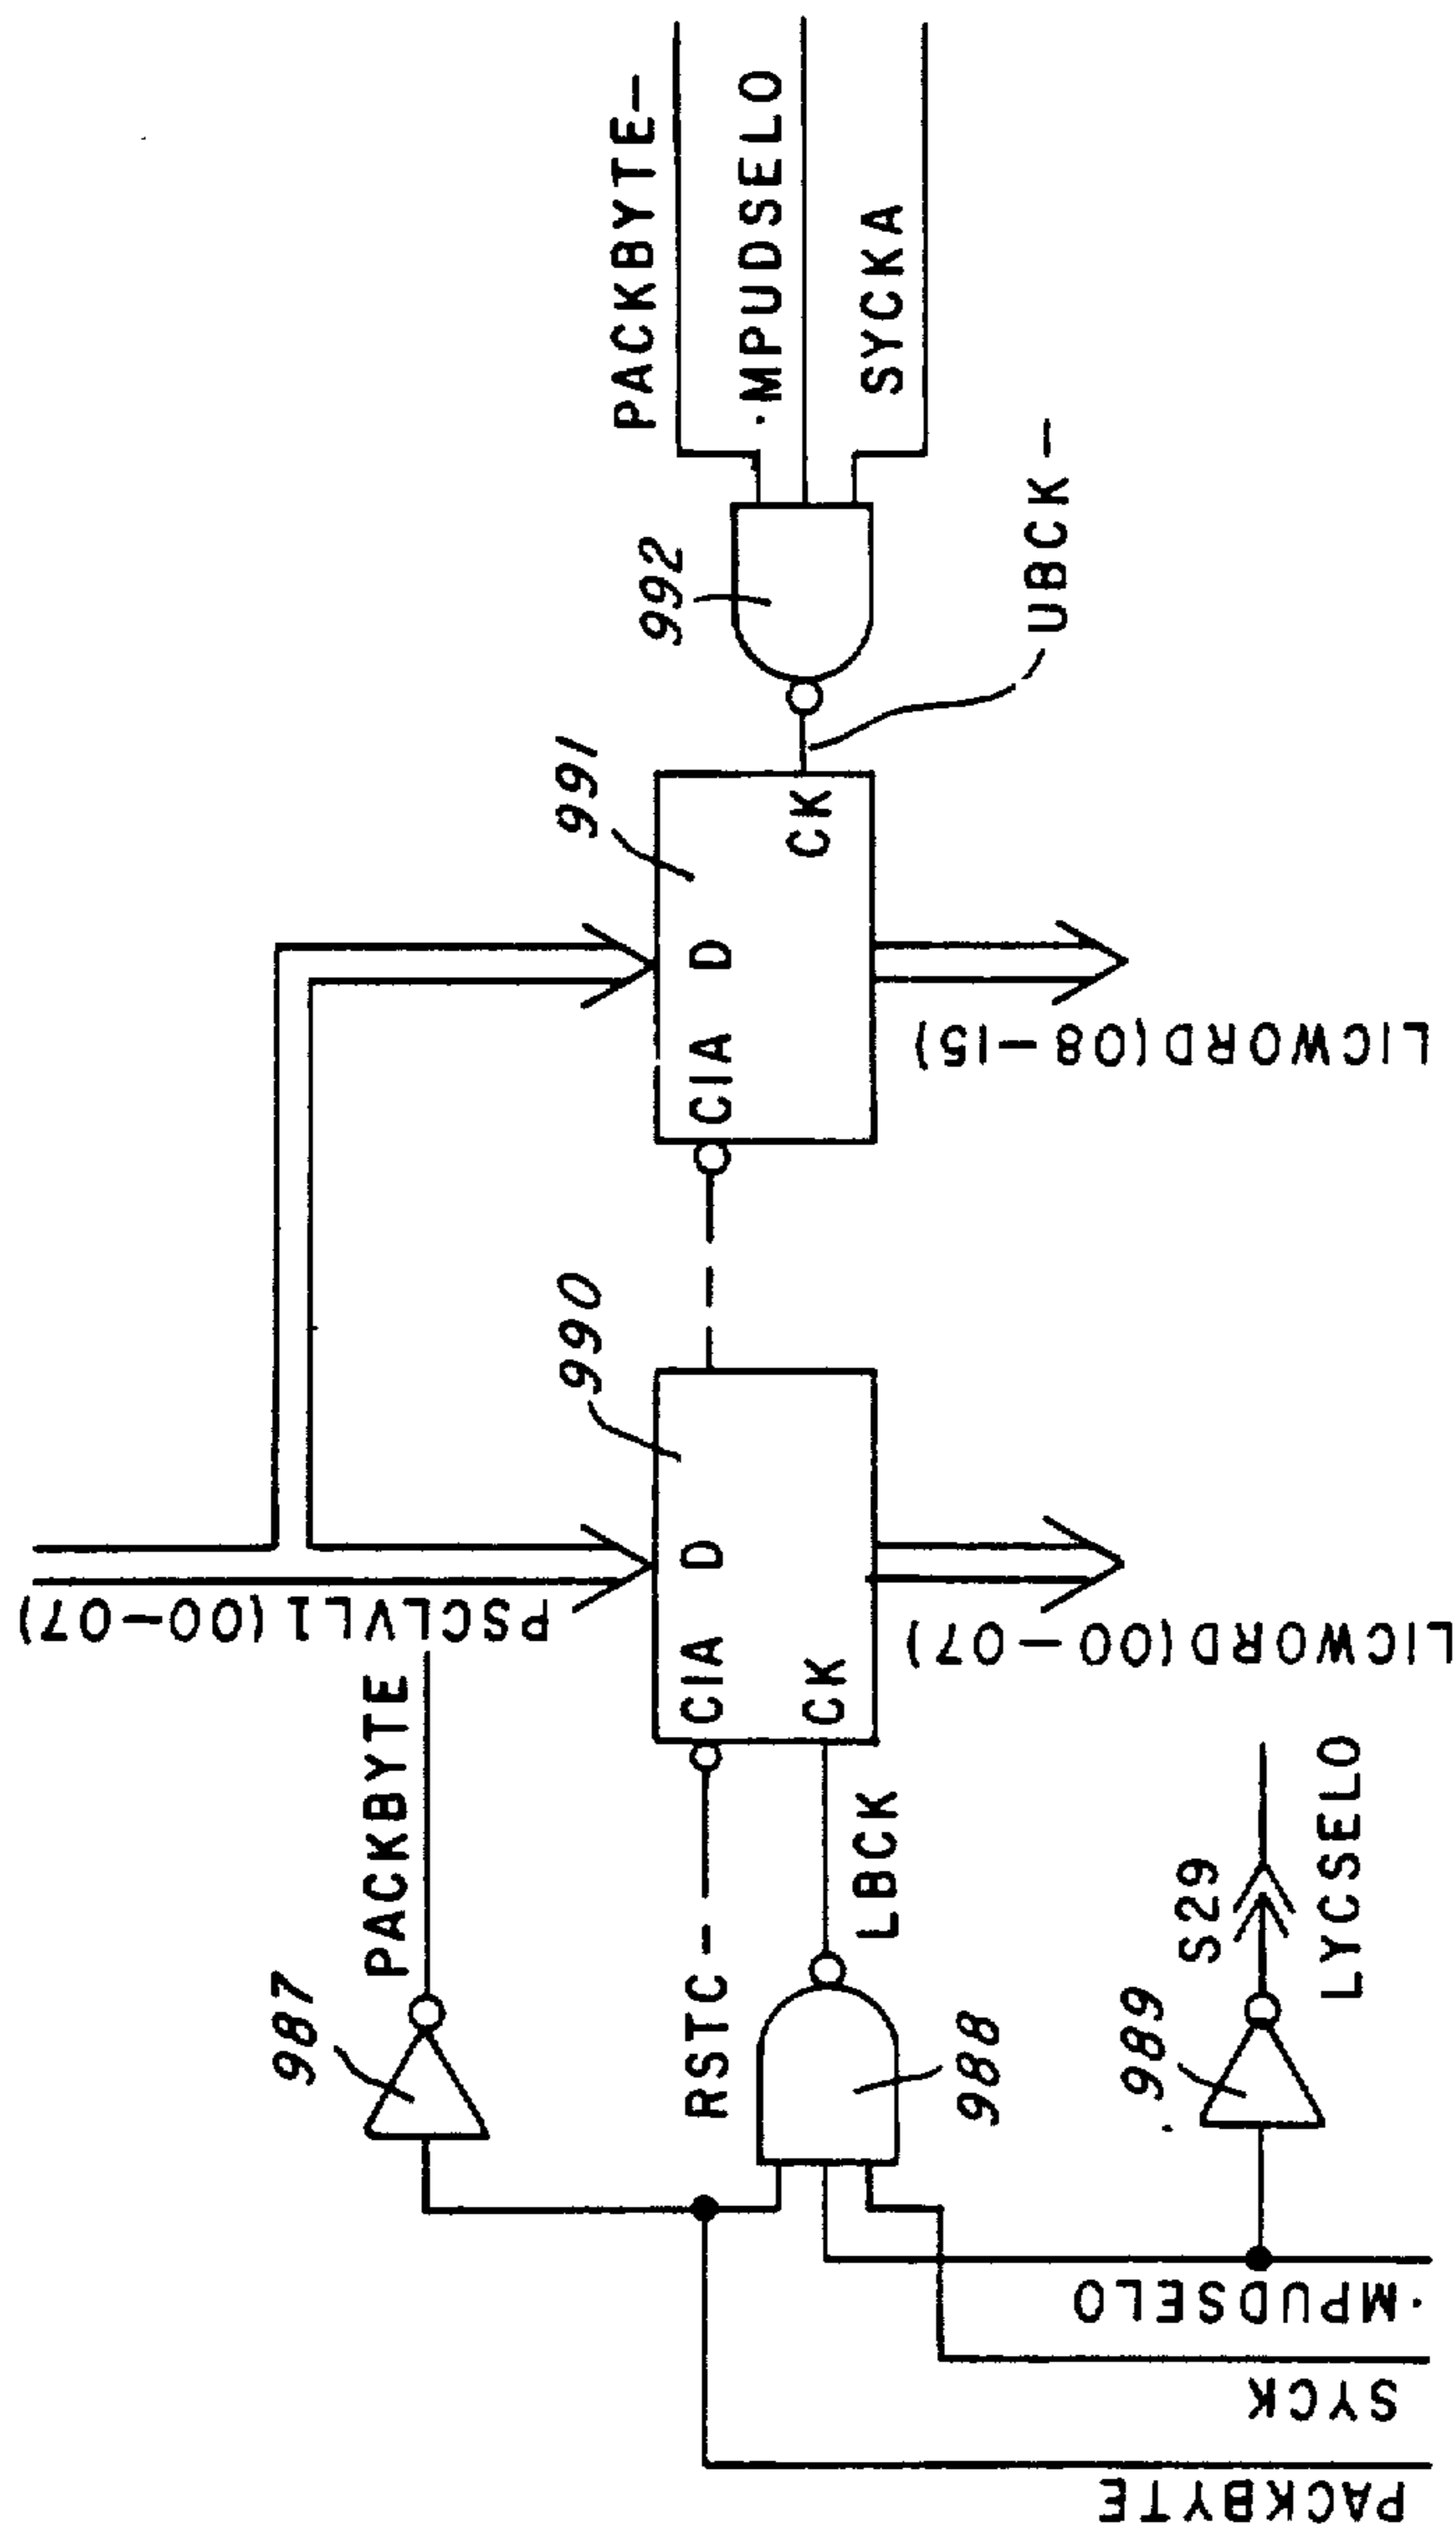 PACKBYTE-
·MPUDSELO
SYCKA
992
UBCK-
991
CK
D
CIA
LICWORD(08-15)
990
D
CIA
CK
LICWORD(00-07)
PSCLVL1(00-07)
PACKBYTE
987
RSTC-
LBCK
988
S29
LYCSELO
989
·MPUDSELO
SYCK
PACKBYTE